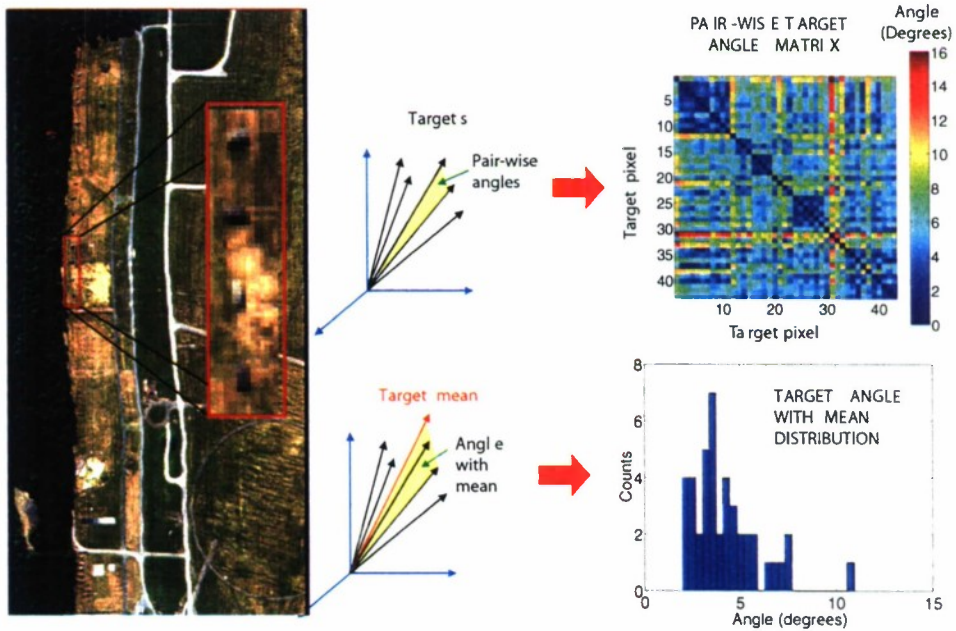 PA IR -WIS E T ARGET
ANGLE MATRI X
Angle
(Degrees)
16
14
12
10
8
6
4
2
0
Target pixel
5
10
15
20
25
30
35
40
10 20 30 40
Ta rget pixel
Target s
Pair-wise
angles
Target mean
Angl e
with
mean
TARGET ANGLE
WITH MEAN
DISTRIBUTION
Counts
8
6
4
2
0
0 5 10 15
Angle (degrees)